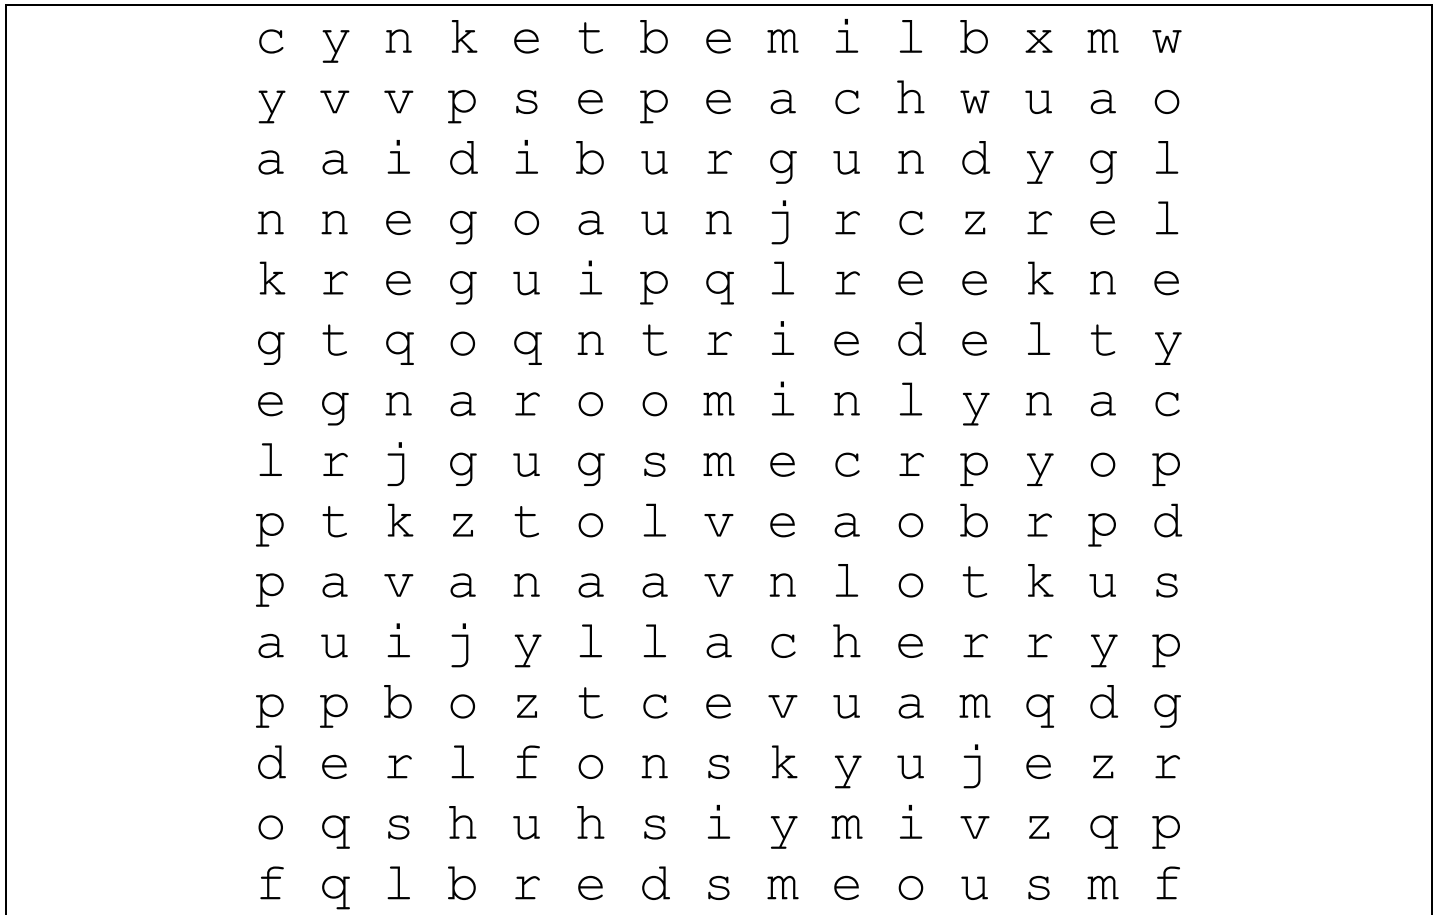 c y n k e t b e m i l b x m w
y v v p s e p e a c h w u a o
a a i d i b u r g u n d y g l
n n e g o a u n j r c z r e l
k r e g u i p q l r e e k n e
g t q o q n t r i e d e l t y
e g n a r o o m i n l y n a c
l r j g u g s m e c r p y o p
p t k z t o l v e a o b r p d
p a v a n a a v n l o t k u s
a u i j y l l a c h e r r y p
p p b o z t c e v u a m q d g
d e r l f o n s k y u j e z r
o q s h u h s i y m i v z q p
f q l b r e d s m e o u s m f